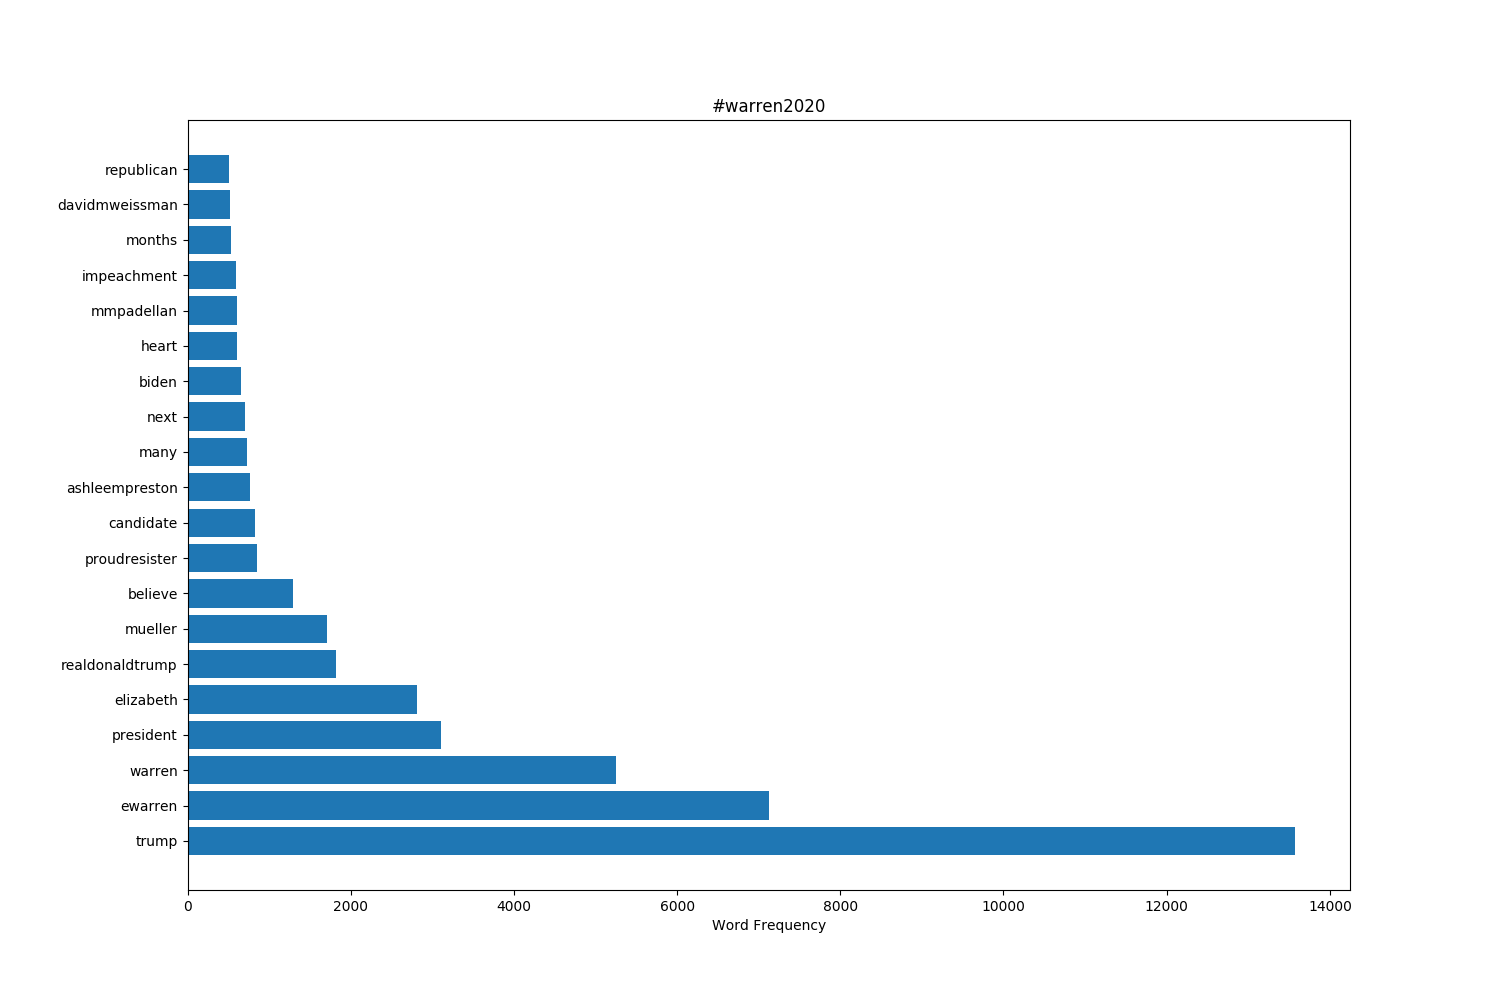 #warren2020
republican
davidmweissman
months
impeachment
mmpadellan
heart
biden
next
many
ashleempreston
candidate
proudresister
believe
mueller
realdonaldtrump
elizabeth
president
warren
ewarren
trump
0 2000 4000 6000 8000 10000 12000 14000
Word Frequency